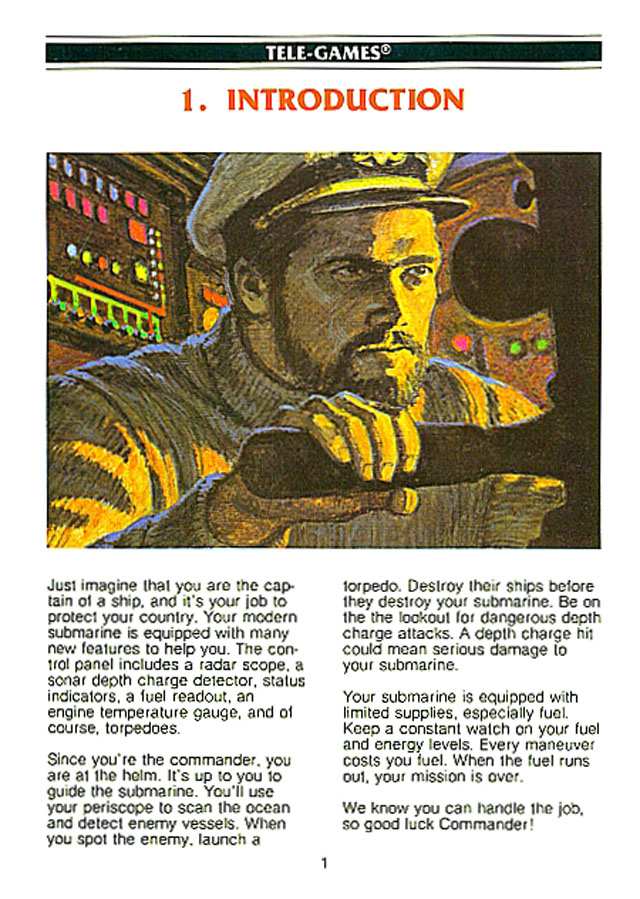 TELE-GAMES®
1. INTRODUCTION
Just imagine that you are the cap-
tain of a ship, and it's your job to
protect your country. Your modern
submarine is equipped with many
new features to help you. The con-
trol panel includes a radar scope, a
sonar depth charge detector, status
indicators, a fuel readout, an
engine temperature gauge, and of
course, torpedoes.
Since you're the commander, you
are at the helm. It's up to you to
guide the submarine. You'll use
your periscope to scan the ocean
and detect enemy vessels. When
you spot the enemy, launch a
torpedo. Destroy their ships before
they destroy your submarine. Be on
the the lookout for dangerous depth
charge attacks. A depth charge hit
could mean serious damage to
your submarine.
Your submarine is equipped with
limited supplies, especially fuel.
Keep a constant watch on your fuel
and energy levels. Every maneuver
costs you fuel. When the fuel runs
out, your mission is over.
We know you can handle the job,
so good luck Commander!
1